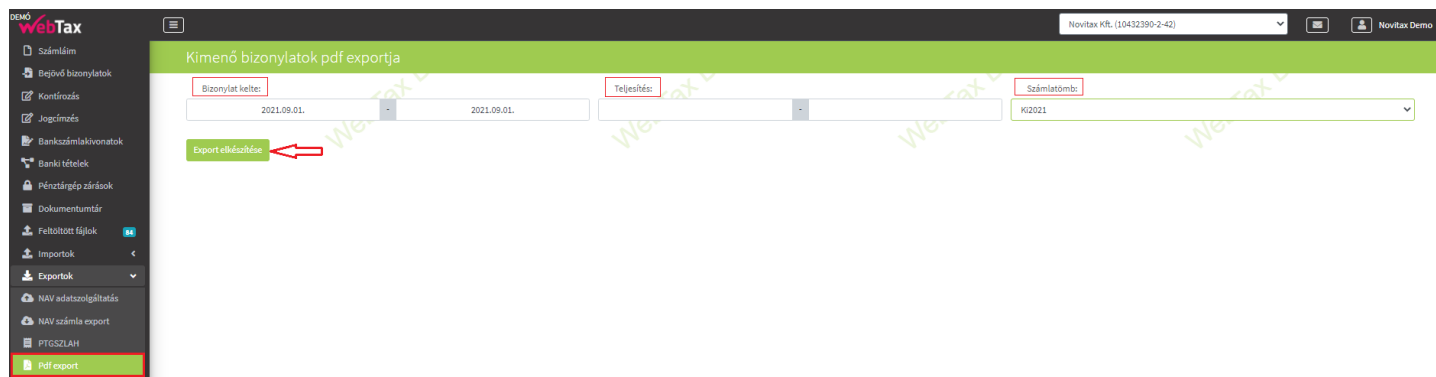 DEMÓ
WebTax
Novitax Kft. (10432390-2-42)
Novitax Demo
Számláim
Bejövő bizonylatok
Kontírozás
Jogcímzés
Bankszámlakivonatok
Banki tételek
Pénztárgép zárások
Dokumentumtár
Feltöltött fájlok 84
Importok
Exportok
NAV adatszolgáltatás
NAV számla export
PTGSZLAH
Pdf export
Kimenő bizonylatok pdf exportja
Bizonylat kelte: Teljesítés: Számlatömb:
2021.09.01. - 2021.09.01. - Ki2021
Export elkészítése